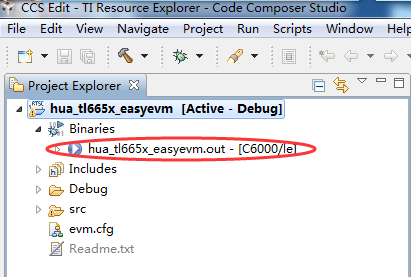 CCS Edit - TI Resource Explorer - Code Composer Studio
File Edit View Navigate Project Run Scripts Window
Project Explorer
RTSC hua_tl665x_easyevm [Active - Debug]
Binaries
hua_tl665x_easyevm.out - [C6000/le]
Includes
Debug
src
evm.cfg
Readme.txt